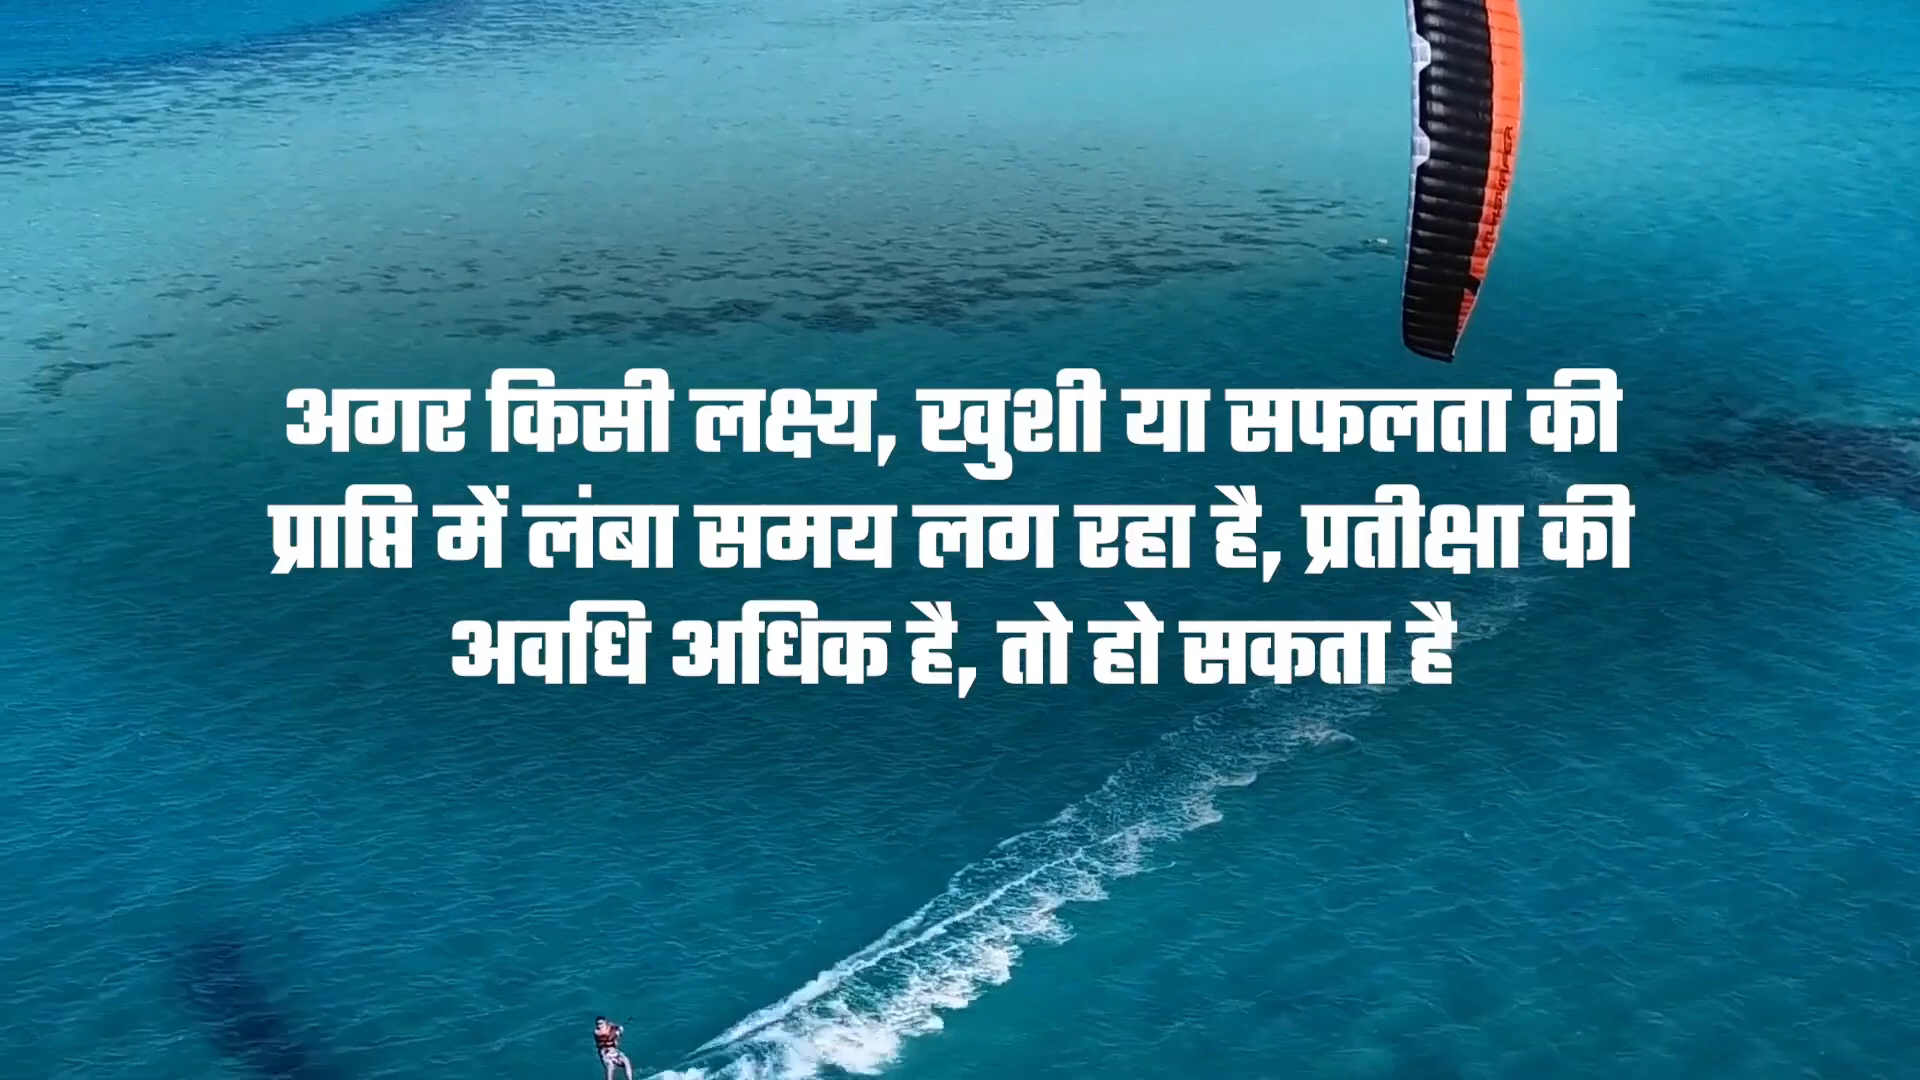 अगर किसी लक्ष्य, खुशी या सफलता की
प्राप्ति में लंबा समय लग रहा है, प्रतीक्षा की
अवधि अधिक है, तो हो सकता है